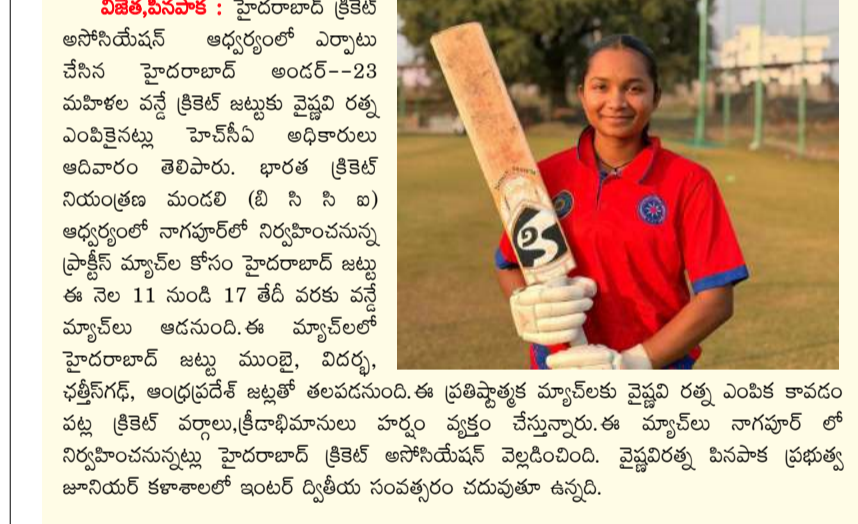 విజేత,పినపాక : హైదరాబాద్ క్రికెట్
అసోసియేషన్ ఆధ్వర్యంలో ఎర్పాటు
చేసిన హైదరాబాద్ అండర్--23
మహిళల వన్డే క్రికెట్ జట్టుకు వైష్ణవి రత్న
ఎంపికైనట్లు హెచ్‌సీఏ అధికారులు
ఆదివారం తెలిపారు. భారత క్రికెట్
నియంత్రణ మండలి (బి సి సి ఐ)
ఆధ్వర్యంలో నాగపూర్‌లో నిర్వహించనున్న
ప్రాక్టీస్ మ్యాచ్‌ల కోసం హైదరాబాద్ జట్టు
ఈ నెల 11 నుండి 17 తేదీ వరకు వన్డే
మ్యాచ్‌లు ఆడనుంది.ఈ మ్యాచ్‌లలో
హైదరాబాద్ జట్టు ముంబై, విదర్భ,
ఛత్తీస్‌గఢ్, ఆంధ్రప్రదేశ్ జట్లతో తలపడనుంది.ఈ ప్రతిష్టాత్మక మ్యాచ్‌లకు వైష్ణవి రత్న ఎంపిక కావడం
పట్ల క్రికెట్ వర్గాలు,క్రీడాభిమానులు హర్షం వ్యక్తం చేస్తున్నారు.ఈ మ్యాచ్‌లు నాగపూర్ లో
నిర్వహించనున్నట్లు హైదరాబాద్ క్రికెట్ అసోసియేషన్ వెల్లడించింది. వైష్ణవిరత్న పినపాక ప్రభుత్వ
జూనియర్ కళాశాలలో ఇంటర్ ద్వితీయ సంవత్సరం చదువుతూ ఉన్నది.